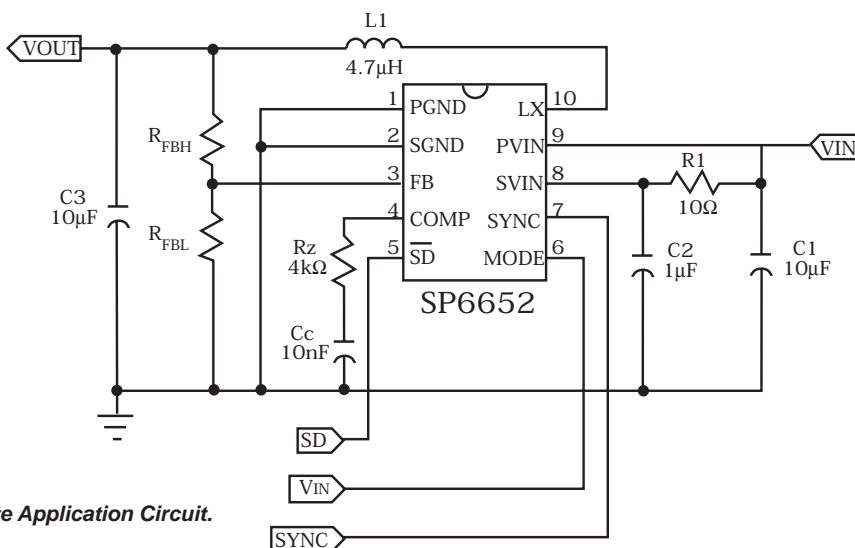 VOUT
L1
4.7µH
1 PGND
2 SGND
3 FB
4 COMP
5 SD
LX 10
PVIN 9
SVIN 8
SYNC 7
MODE 6
SP6652
VIN
R1
10Ω
RFBH
RFBL
C3
10µF
Rz
4kΩ
Cc
10nF
C2
1µF
C1
10µF
SD
VIN
SYNC
Application Circuit.